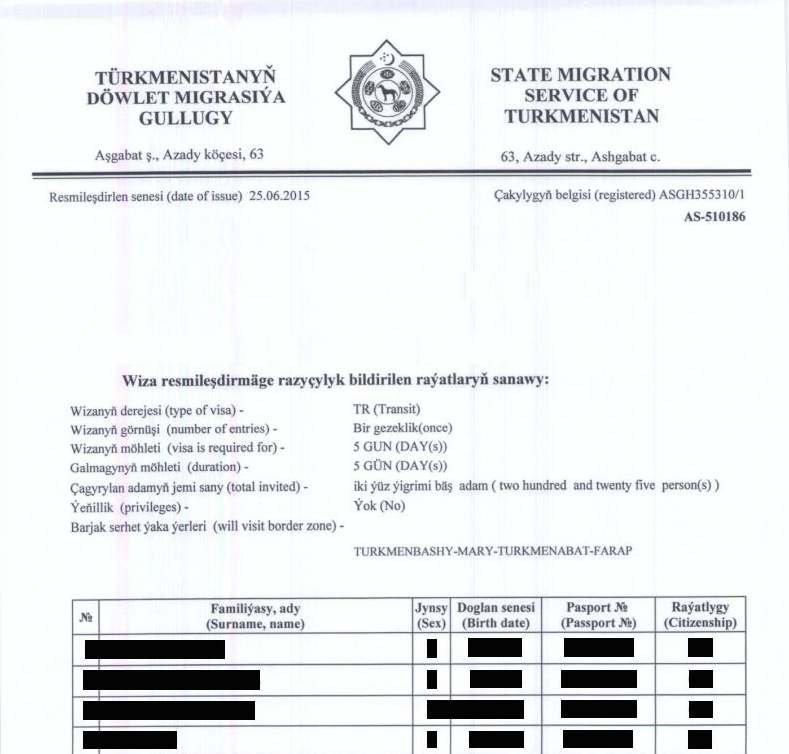 TÜRKMENISTANYŇ
DÖWLET MIGRASIÝA
GULLUGY
Aşgabat ş., Azady köçesi, 63
STATE MIGRATION
SERVICE OF
TURKMENISTAN
63, Azady str., Ashgabat c.
Resmileşdirlen senesi (date of issue) 25.06.2015
Çakylygyň belgisi (registered) ASGH355310/1
AS-510186
Wiza resmileşdirmäge razyçylyk bildirilen raýatlaryň sanawy:
Wizanyň derejesi (type of visa) - TR (Transit)
Wizanyň görnüşi (number of entries) - Bir gezeklik(once)
Wizanyň möhleti (visa is required for) - 5 GUN (DAY(s))
Galmagynyň möhleti (duration) - 5 GÜN (DAY(s))
Çagyrylan adamyň jemi sany (total invited) - iki ýüz ýigrimi bäş adam ( two hundred and twenty five person(s) )
Ýeňillik (privileges) - Ýok (No)
Barjak serhet ýaka ýerleri (will visit border zone) -
TURKMENBASHY-MARY-TURKMENABAT-FARAP
№ Familiýasy, ady Jynsy Doglan senesi Pasport № Raýatlygy
(Surname, name) (Sex) (Birth date) (Passport №) (Citizenship)